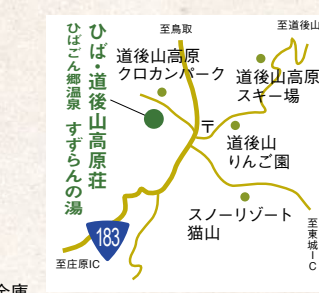 至鳥取
至道後山
ひば・道後山高原荘
ひばごん郷温泉 すずらんの湯
道後山高原
クロカンパーク
道後山高原
スキー場
〒
道後山
りんご園
スノーリゾート
猫山
183
至庄原IC
至東城IC
金庫